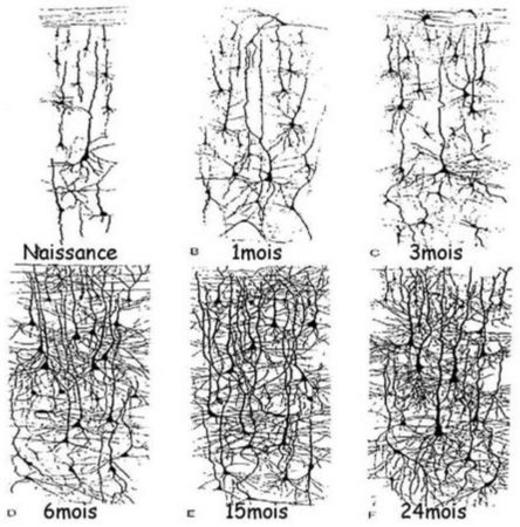 Naissance
B 1mois
C 3mois
D 6mois
E 15mois
F 24mois